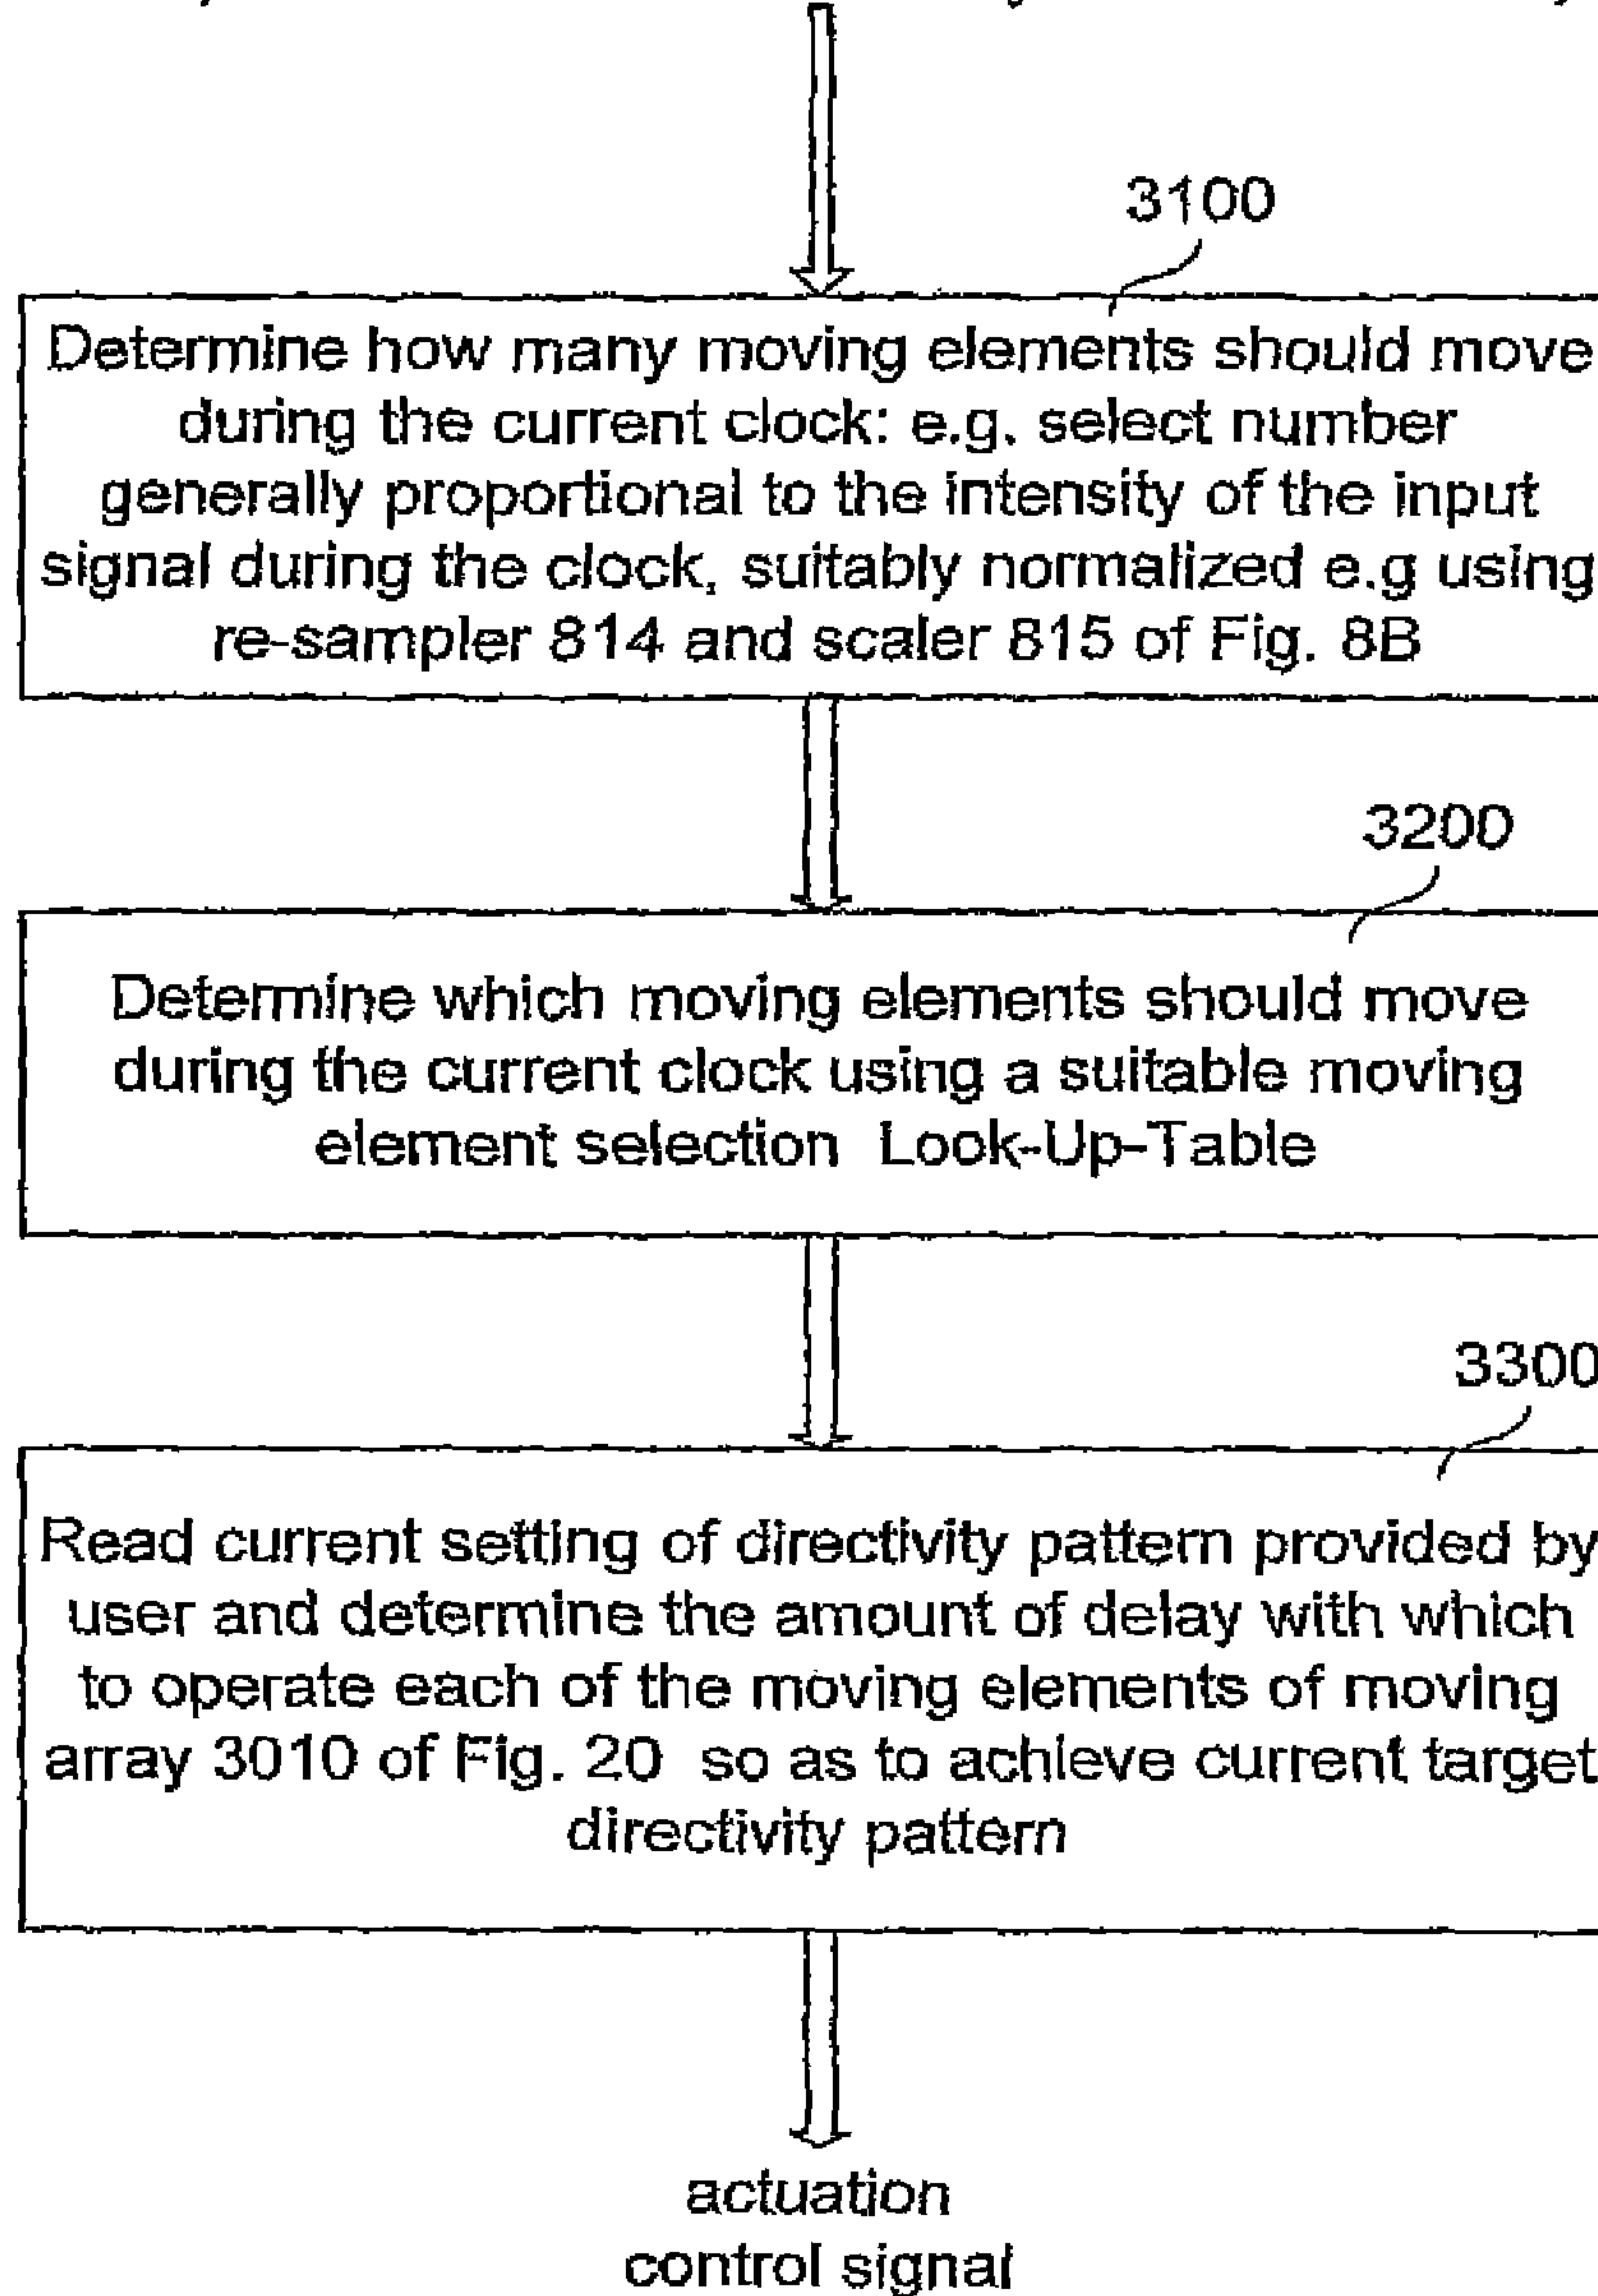 3100
Determine how many moving elements should move
during the current clock: e.g. select number
generally proportional to the intensity of the input
signal during the clock, suitably normalized e.g using
re-sampler 814 and scaler 815 of Fig. 8B
3200
Determine which moving elements should move
during the current clock using a suitable moving
element selection Look-Up-Table
3300
Read current setting of directivity pattern provided by
user and determine the amount of delay with which
to operate each of the moving elements of moving
array 3010 of Fig. 20 so as to achieve current target
directivity pattern
actuation
control signal